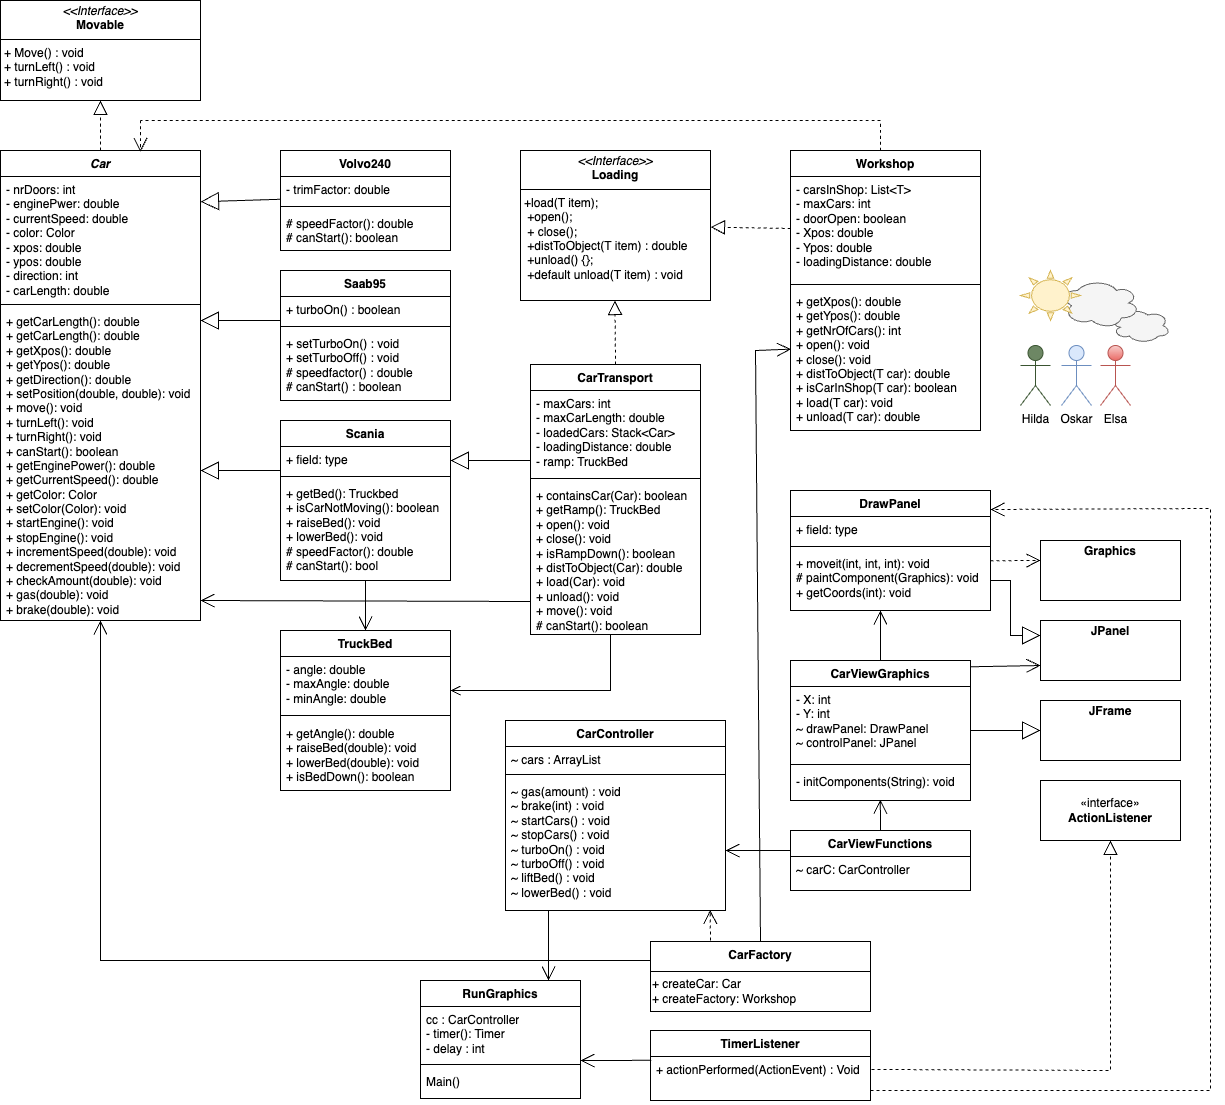 <<Interface>>
Movable
+ Move() : void
+ turnLeft() : void
+ turnRight() : void
Car
- nrDoors: int
- enginePwer: double
- currentSpeed: double
- color: Color
- xpos: double
- ypos: double
- direction: int
- carLength: double
+ getCarLength(): double
+ getCarLength(): double
+ getXpos(): double
+ getYpos(): double
+ getDirection(): double
+ setPosition(double, double): void
+ move(): void
+ turnLeft(): void
+ turnRight(): void
+ canStart(): boolean
+ getEnginePower(): double
+ getCurrentSpeed(): double
+ getColor: Color
+ setColor(Color): void
+ startEngine(): void
+ stopEngine(): void
+ incrementSpeed(double): void
+ decrementSpeed(double): void
+ checkAmount(double): void
+ gas(double): void
+ brake(double): void
Volvo240
- trimFactor: double
# speedFactor(): double
# canStart(): boolean
Saab95
+ turboOn() : boolean
+ setTurboOn() : void
+ setTurboOff() : void
# speedfactor() : double
# canStart() : boolean
Scania
+ field: type
+ getBed(): Truckbed
+ isCarNotMoving(): boolean
+ raiseBed(): void
+ lowerBed(): void
# speedFactor(): double
# canStart(): bool
TruckBed
- angle: double
- maxAngle: double
- minAngle: double
+ getAngle(): double
+ raiseBed(double): void
+ lowerBed(double): void
+ isBedDown(): boolean
<<Interface>>
Loading
+load(T item);
+open();
+ close();
+distToObject(T item) : double
+unload() {};
+default unload(T item) : void
CarTransport
- maxCars: int
- maxCarLength: double
- loadedCars: Stack<Car>
- loadingDistance: double
- ramp: TruckBed
+ containsCar(Car): boolean
+ getRamp(): TruckBed
+ open(): void
+ close(): void
+ isRampDown(): boolean
+ distToObject(Car): double
+ load(Car): void
+ unload(): void
+ move(): void
# canStart(): boolean
Workshop
- carsInShop: List<T>
- maxCars: int
- doorOpen: boolean
- Xpos: double
- Ypos: double
- loadingDistance: double
+ getXpos(): double
+ getYpos(): double
+ getNrOfCars(): int
+ open(): void
+ close(): void
+ distToObject(T car): double
+ isCarInShop(T car): boolean
+ load(T car): void
+ unload(T car): double
Hilda
Oskar
Elsa
DrawPanel
+ field: type
+ moveit(int, int, int): void
# paintComponent(Graphics): void
+ getCoords(int): void
Graphics
JPanel
JFrame
«interface»
ActionListener
CarViewGraphics
- X: int
- Y: int
~ drawPanel: DrawPanel
~ controlPanel: JPanel
- initComponents(String): void
CarViewFunctions
~ carC: CarController
CarController
~ cars : ArrayList
~ gas(amount) : void
~ brake(int) : void
~ startCars() : void
~ stopCars() : void
~ turboOn() : void
~ turboOff() : void
~ liftBed() : void
~ lowerBed() : void
CarFactory
+ createCar: Car
+ createFactory: Workshop
RunGraphics
cc : CarController
- timer(): Timer
- delay : int
Main()
TimerListener
+ actionPerformed(ActionEvent) : Void